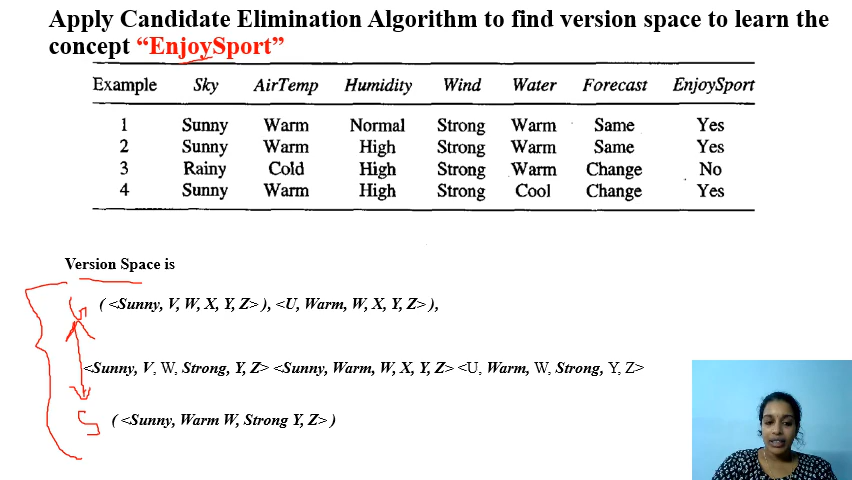 Apply Candidate Elimination Algorithm to find version space to learn the
concept “EnjoySport”
Example Sky AirTemp Humidity Wind Water Forecast EnjoySport
1 Sunny Warm Normal Strong Warm Same Yes
2 Sunny Warm High Strong Warm Same Yes
3 Rainy Cold High Strong Warm Change No
4 Sunny Warm High Strong Cool Change Yes
Version Space is
G ( <Sunny, V, W, X, Y, Z> ), <U, Warm, W, X, Y, Z> ),
<Sunny, V, W, Strong, Y, Z> <Sunny, Warm, W, X, Y, Z> <U, Warm, W, Strong, Y, Z>
S ( <Sunny, Warm W, Strong Y, Z> )